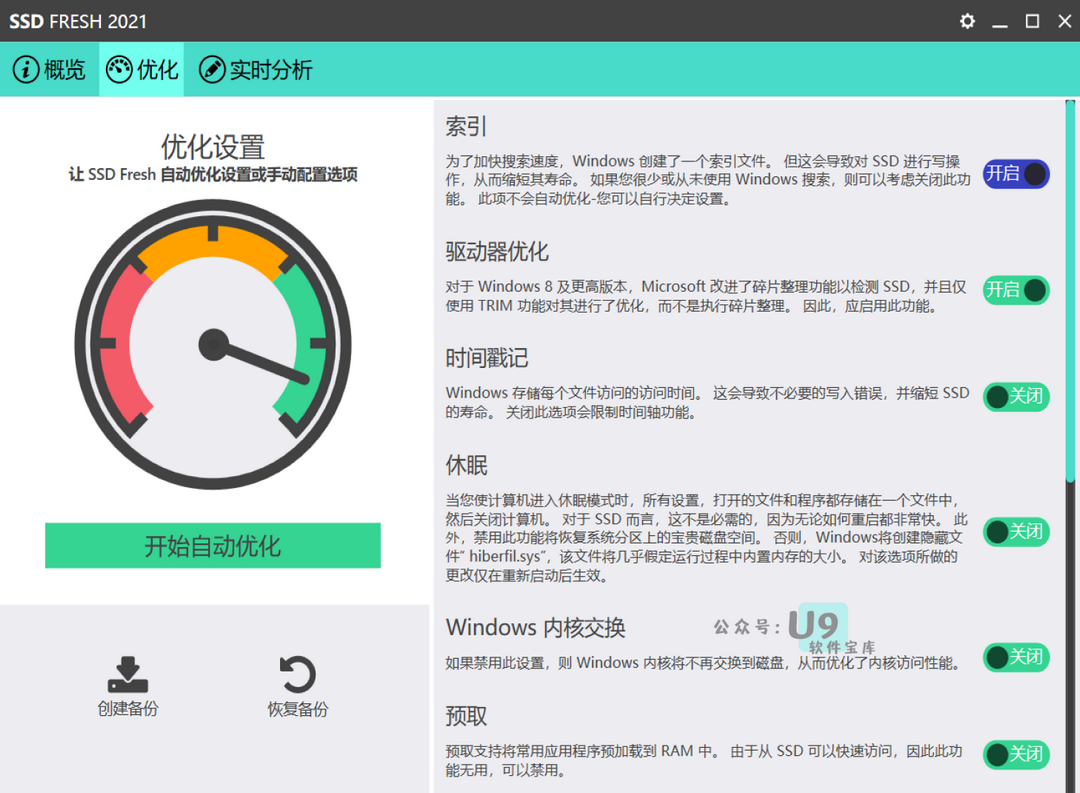 SSD FRESH 2021
概览
优化
实时分析
优化设置
让 SSD Fresh 自动优化设置或手动配置选项
开始自动优化
创建备份
恢复备份
索引
为了加快搜索速度，Windows 创建了一个索引文件。 但这会导致对 SSD 进行写操
作，从而缩短其寿命。 如果您很少或从未使用 Windows 搜索，则可以考虑关闭此功
能。 此项不会自动优化-您可以自行决定设置。
开启
驱动器优化
对于 Windows 8 及更高版本，Microsoft 改进了碎片整理功能以检测 SSD，并且仅
使用 TRIM 功能对其进行了优化，而不是执行碎片整理。 因此，应启用此功能。
开启
时间戳记
Windows 存储每个文件访问的访问时间。 这会导致不必要的写入错误，并缩短 SSD
的寿命。 关闭此选项会限制时间轴功能。
关闭
休眠
当您使计算机进入休眠模式时，所有设置，打开的文件和程序都存储在一个文件中，
然后关闭计算机。 对于 SSD 而言，这不是必需的，因为无论如何重启都非常快。 此
外，禁用此功能将恢复系统分区上的宝贵磁盘空间。 否则，Windows将创建隐藏文
件“ hiberfil.sys”，该文件将几乎假定运行过程中内置内存的大小。 对该选项所做的
更改仅在重新启动后生效。
关闭
Windows 内核交换
公众号：U9
软件宝库
如果禁用此设置，则 Windows 内核将不再交换到磁盘，从而优化了内核访问性能。
关闭
预取
预取支持将常用应用程序预加载到 RAM 中。 由于从 SSD 可以快速访问，因此此功
能无用，可以禁用。
关闭